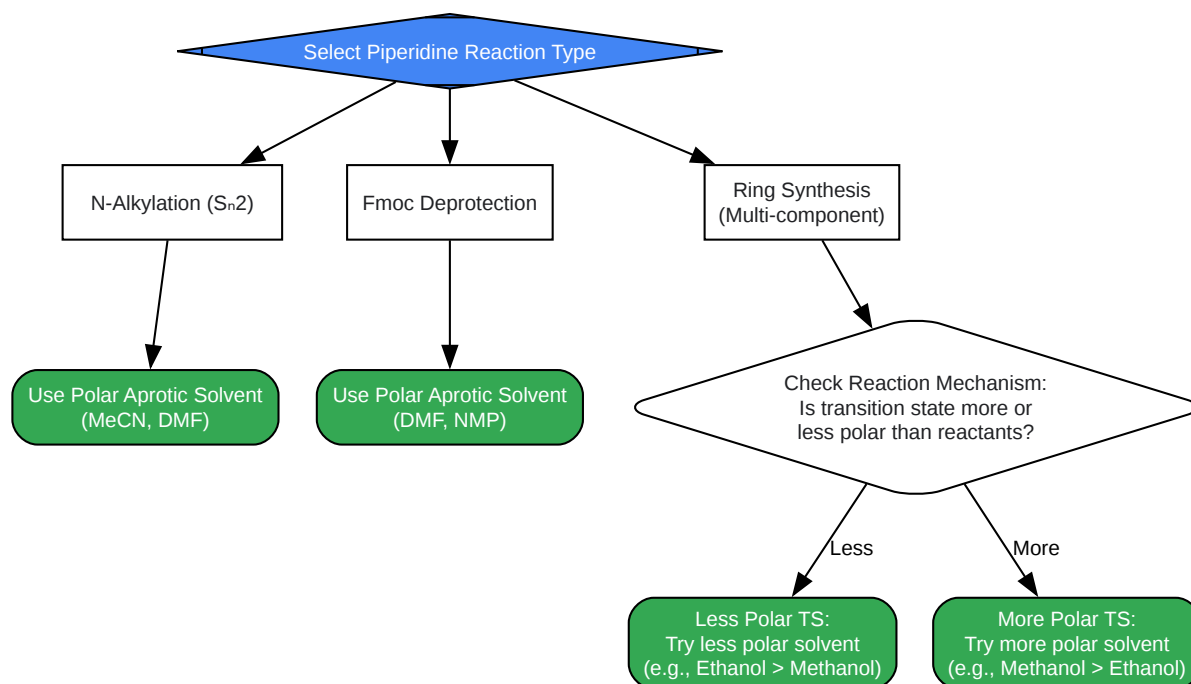 Select Piperidine Reaction Type
N-Alkylation (Sₙ2)
Fmoc Deprotection
Ring Synthesis
(Multi-component)
Use Polar Aprotic Solvent
(MeCN, DMF)
Use Polar Aprotic Solvent
(DMF, NMP)
Check Reaction Mechanism:
Is transition state more or
less polar than reactants?
Less
More
Less Polar TS:
Try less polar solvent
(e.g., Ethanol > Methanol)
More Polar TS:
Try more polar solvent
(e.g., Methanol > Ethanol)